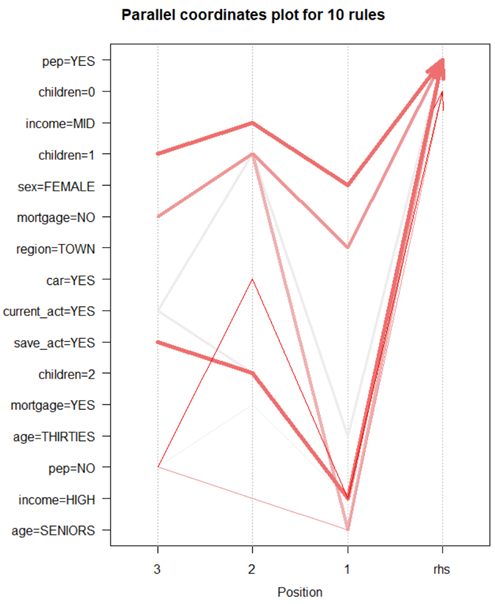 Parallel coordinates plot for 10 rules
pep=YES
children=0
income=MID
children=1
sex=FEMALE
mortgage=NO
region=TOWN
car=YES
current_act=YES
save_act=YES
children=2
mortgage=YES
age=THIRTIES
pep=NO
income=HIGH
age=SENIORS
3 2 1 rhs
Position